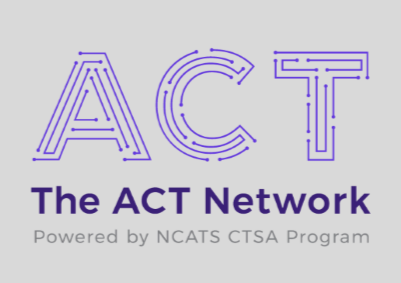 ACT
The ACT Network
Powered by NCATS CTSA Program